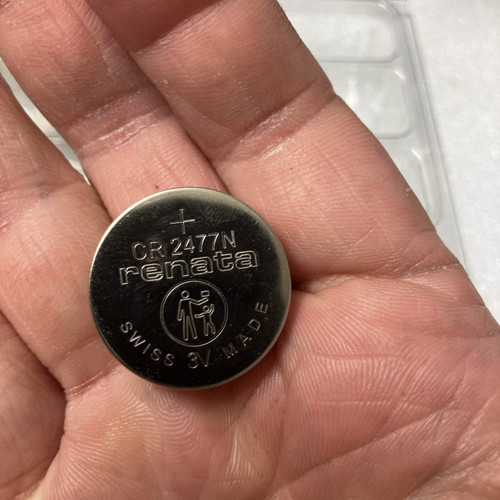 +
CR 2477N
renata
SWISS 3V MADE